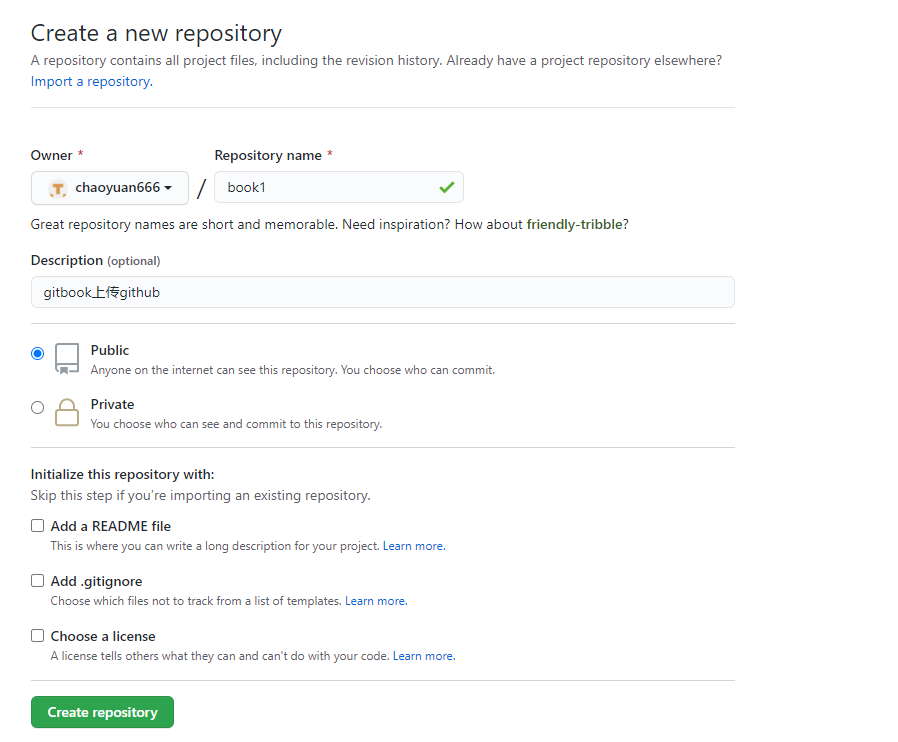 Create a new repository
A repository contains all project files, including the revision history. Already have a project repository elsewhere?
Import a repository.
Owner * Repository name *
chaoyuan666 / book1
Great repository names are short and memorable. Need inspiration? How about friendly-tribble?
Description (optional)
gitbook上传github
Public
Anyone on the internet can see this repository. You choose who can commit.
Private
You choose who can see and commit to this repository.
Initialize this repository with:
Skip this step if you're importing an existing repository.
Add a README file
This is where you can write a long description for your project. Learn more.
Add .gitignore
Choose which files not to track from a list of templates. Learn more.
Choose a license
A license tells others what they can and can't do with your code. Learn more.
Create repository